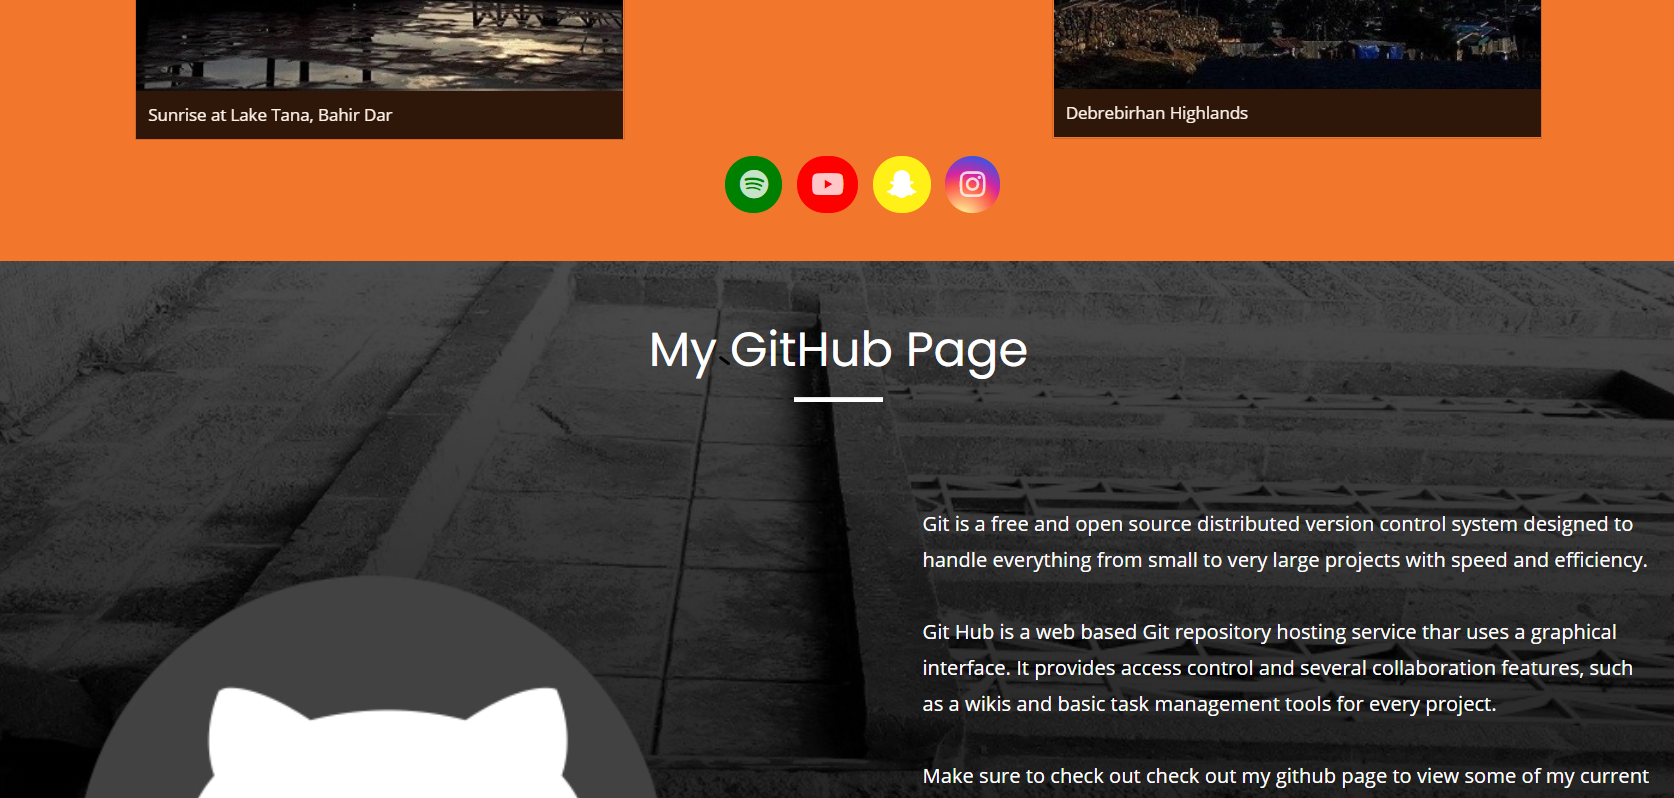 Sunrise at Lake Tana, Bahir Dar
Debrebirhan Highlands
My GitHub Page
Git is a free and open source distributed version control system designed to
handle everything from small to very large projects with speed and efficiency.
Git Hub is a web based Git repository hosting service thar uses a graphical
interface. It provides access control and several collaboration features, such
as a wikis and basic task management tools for every project.
Make sure to check out check out my github page to view some of my current